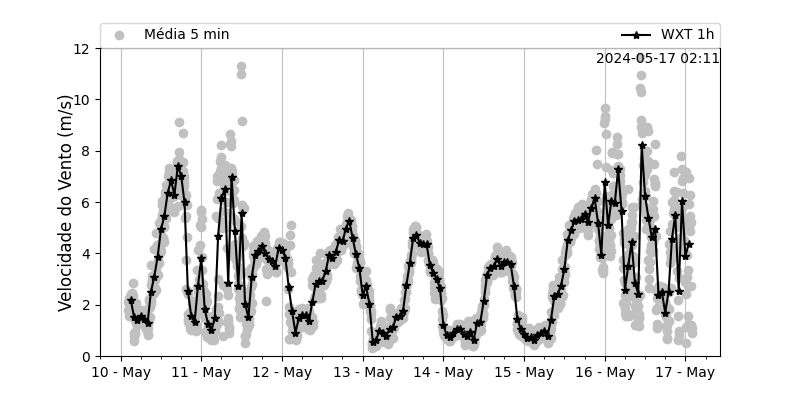 Média 5 min
WXT 1h
2024-05-17 02:11
Velocidade do Vento (m/s)
12
10
8
6
4
2
0
10 - May
11 - May
12 - May
13 - May
14 - May
15 - May
16 - May
17 - May